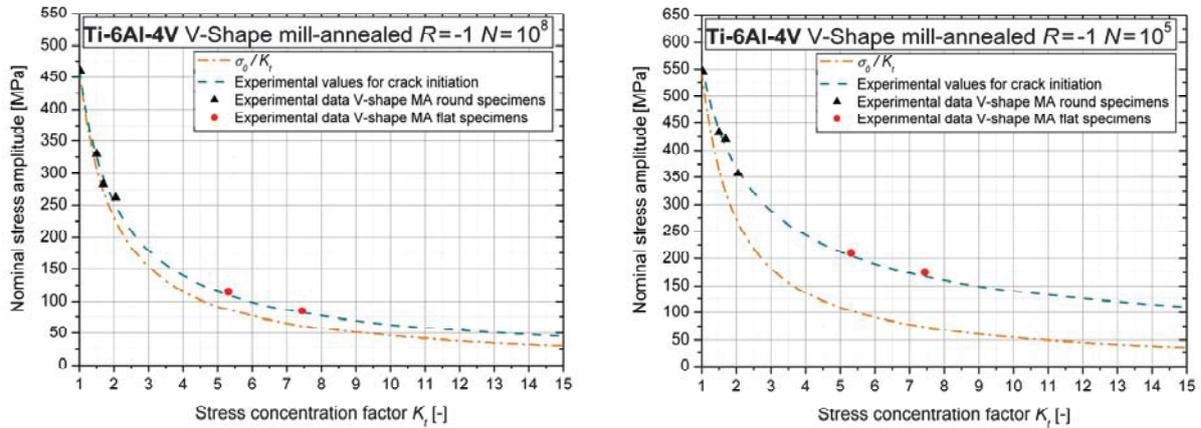 Ti-6Al-4V V-Shape mill-annealed R=-1 N=10⁸
σ₀/Kₜ
Experimental values for crack initiation
Experimental data V-shape MA round specimens
Experimental data V-shape MA flat specimens
Nominal stress amplitude [MPa]
550
500
450
400
350
300
250
200
150
100
50
0
1 2 3 4 5 6 7 8 9 10 11 12 13 14 15
Stress concentration factor Kₜ [-]
Ti-6Al-4V V-Shape mill-annealed R=-1 N=10⁵
σ₀/Kₜ
Experimental values for crack initiation
Experimental data V-shape MA round specimens
Experimental data V-shape MA flat specimens
Nominal stress amplitude [MPa]
650
600
550
500
450
400
350
300
250
200
150
100
50
0
1 2 3 4 5 6 7 8 9 10 11 12 13 14 15
Stress concentration factor Kₜ [-]